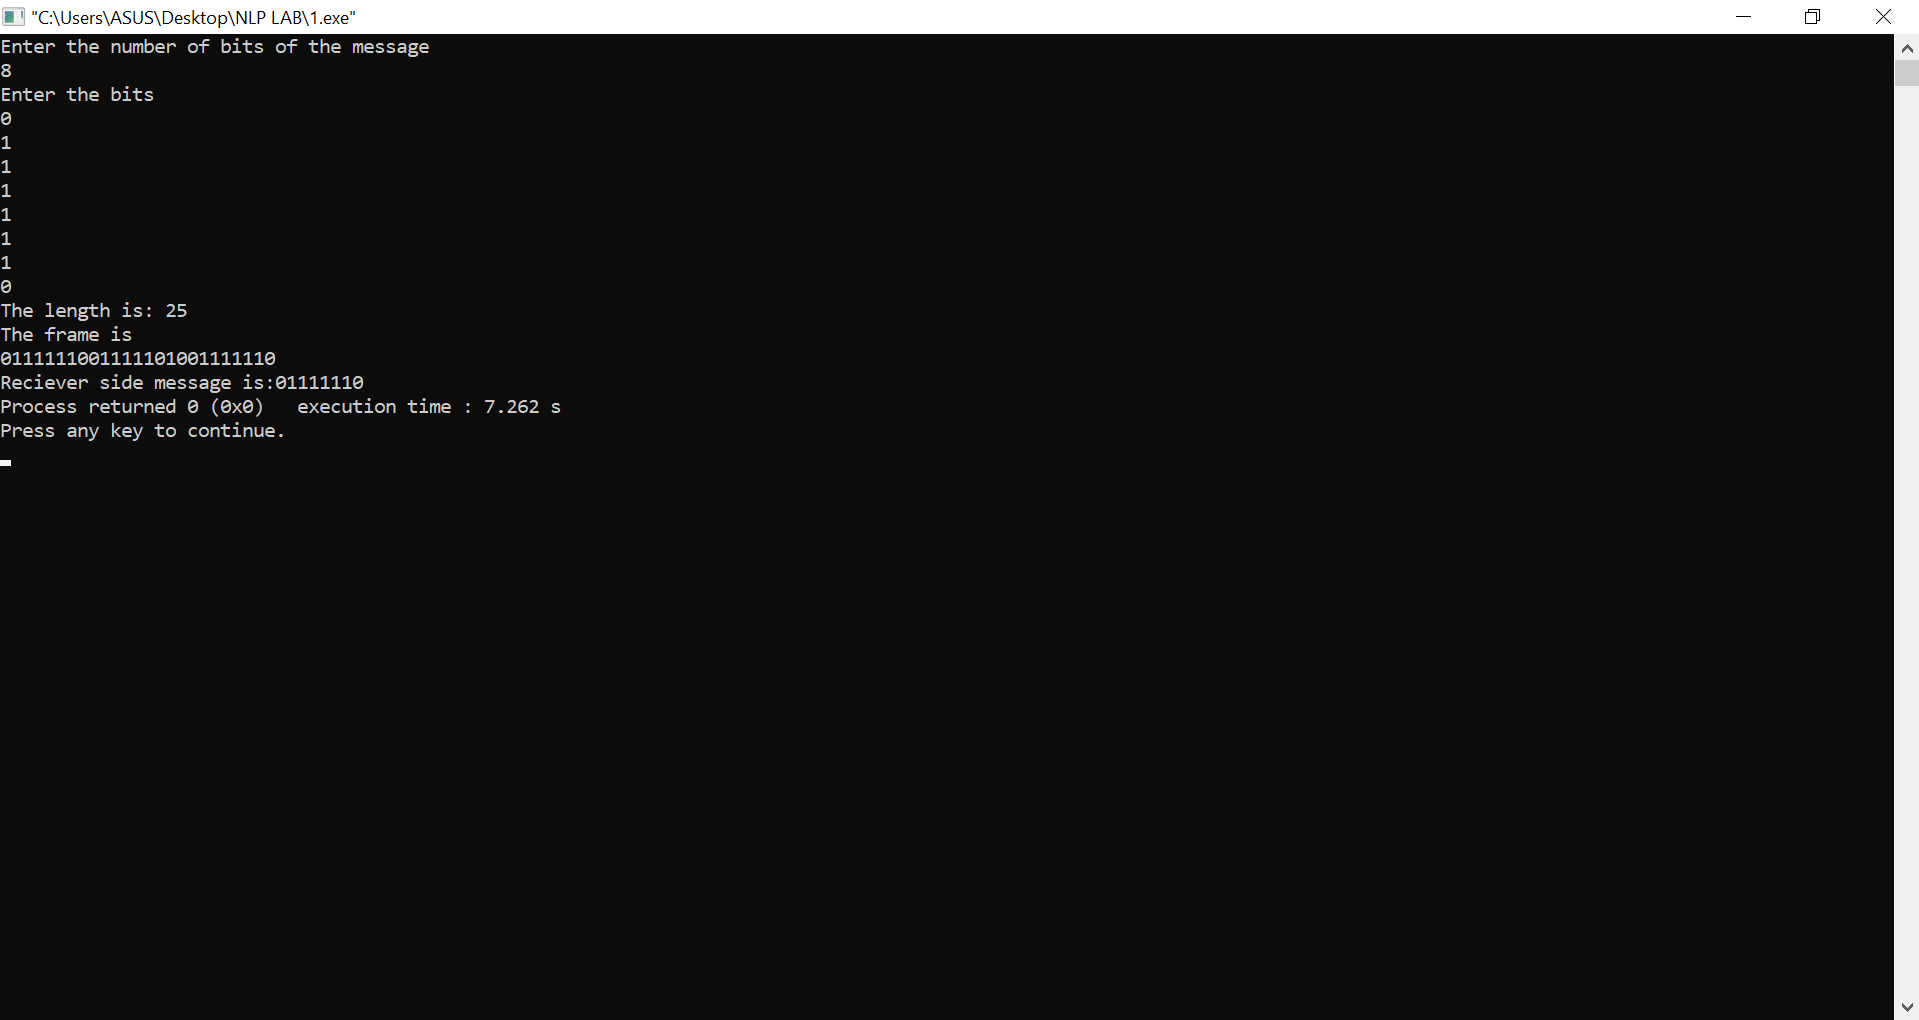 "C:\Users\ASUS\Desktop\NLP LAB\1.exe"
Enter the number of bits of the message
8
Enter the bits
0
1
1
1
1
1
1
0
The length is: 25
The frame is
0111111001111101001111110
Reciever side message is:01111110
Process returned 0 (0x0)   execution time : 7.262 s
Press any key to continue.